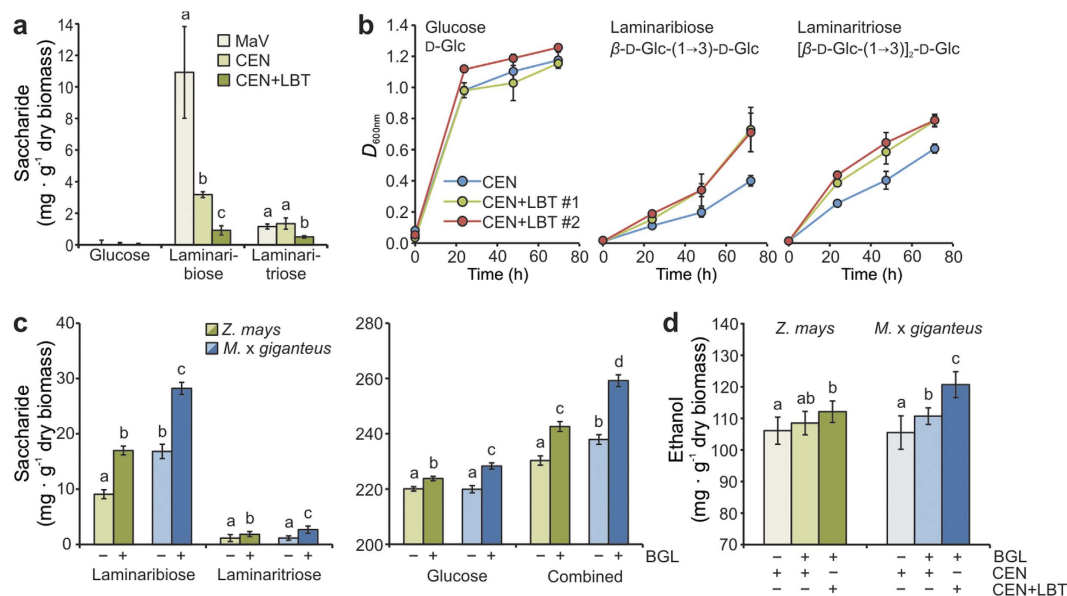 a
14
12
10
8
6
4
2
0
Saccharide
(mg · g⁻¹ dry biomass)
MaV
CEN
CEN+LBT
a
b
c
a
a
b
Glucose
Laminari-
biose
Laminari-
triose
b
Glucose
D-Glc
Laminaribiose
β-D-Glc-(1→3)-D-Glc
Laminaritriose
[β-D-Glc-(1→3)]₂-D-Glc
1.2
1.0
0.8
0.6
0.4
0.2
0.0
D600nm
CEN
CEN+LBT #1
CEN+LBT #2
0 20 40 60 80
0 20 40 60 80
0 20 40 60 80
Time (h)
Time (h)
Time (h)
c
40
30
20
10
0
Saccharide
(mg · g⁻¹ dry biomass)
Z. mays
M. x giganteus
a b b c
a b a c
− + − + − + − +
Laminaribiose
Laminaritriose
280
260
240
220
200
a b a c
a c b d
− + − + − + − + BGL
Glucose
Combined
d
130
120
110
100
90
80
70
Ethanol
(mg · g⁻¹ dry biomass)
Z. mays
M. x giganteus
a ab b
a b c
− + + − + + BGL
+ + − + + − CEN
− − + − − + CEN+LBT